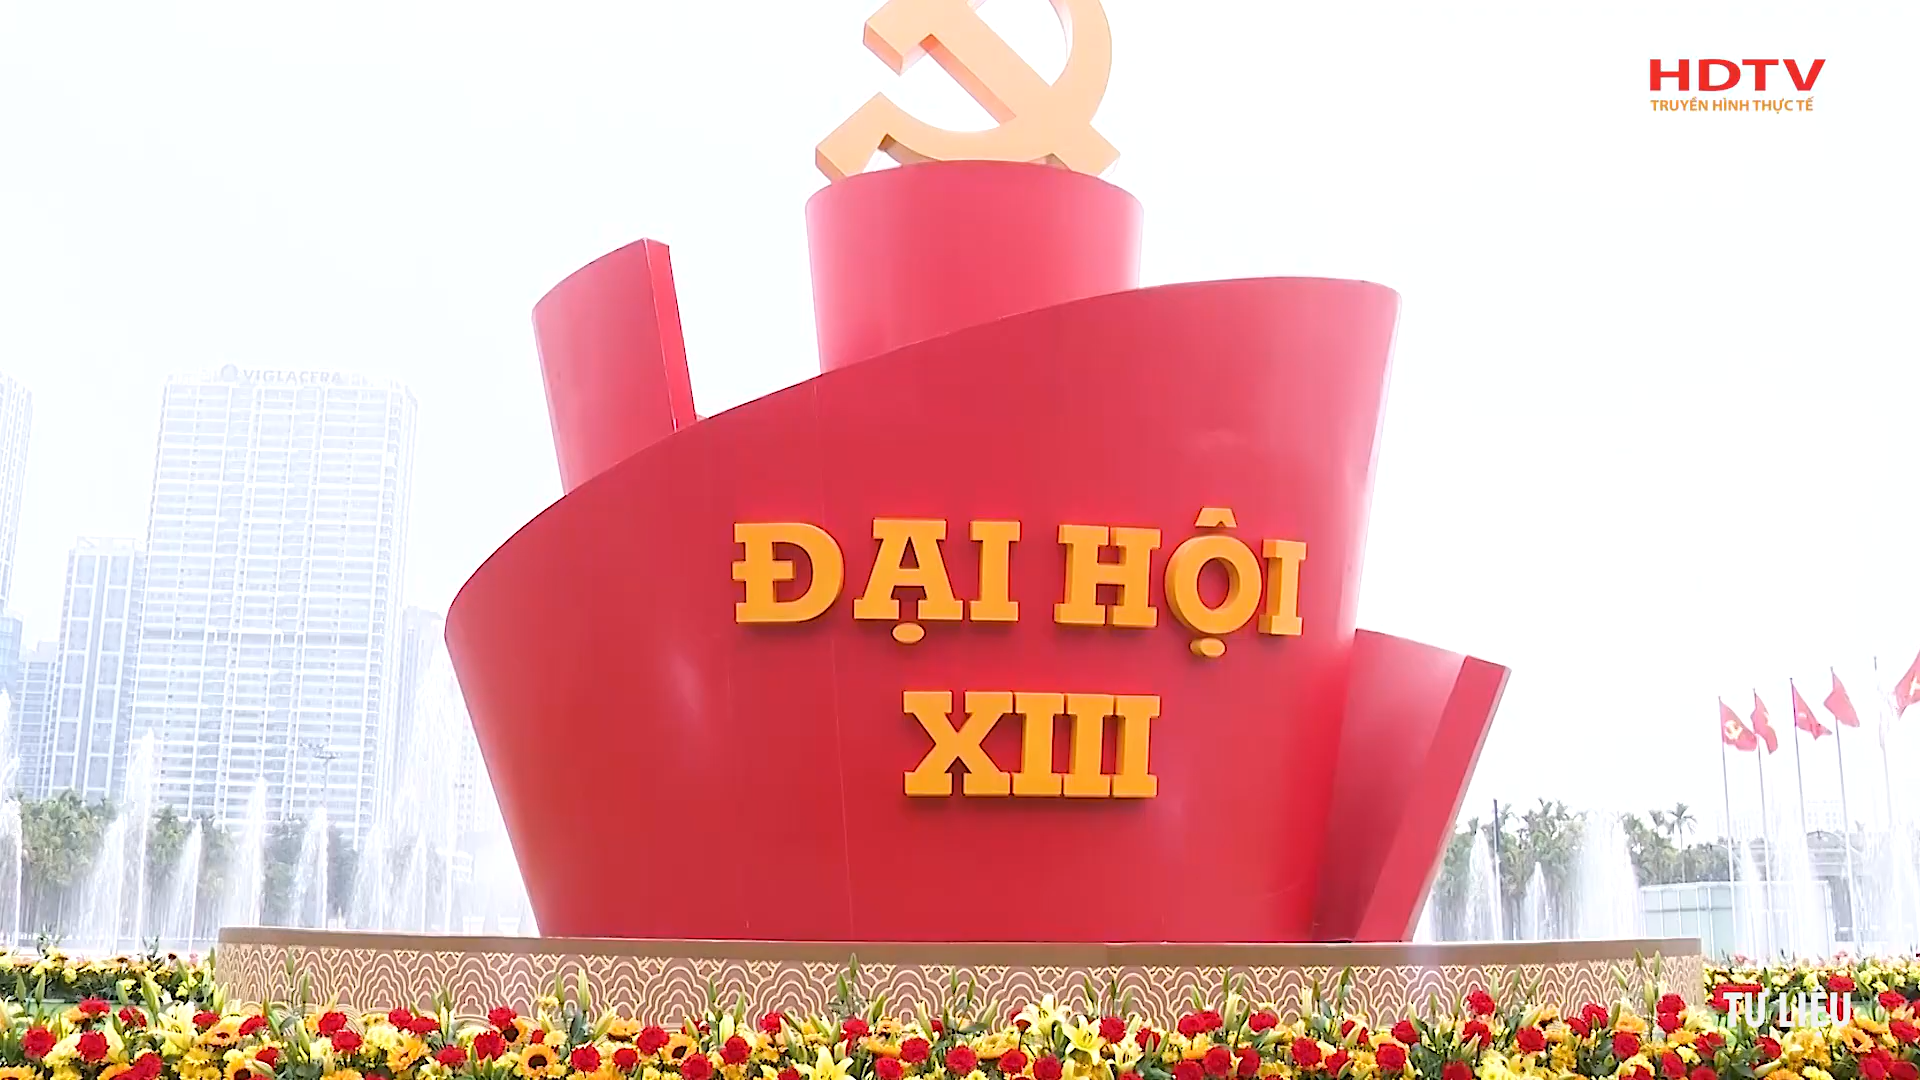 HDTV
TRUYỀN HÌNH THỰC TẾ
VIGLACERA
ĐẠI HỘI
XIII
TƯ LIỆU